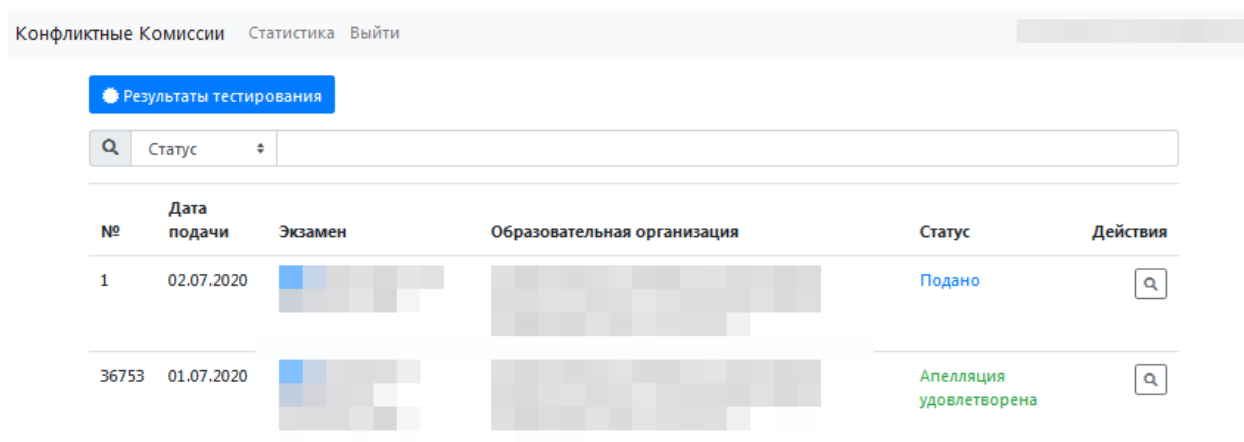 Конфликтные Комиссии Статистика Выйти
Результаты тестирования
Статус
№ Дата подачи Экзамен Образовательная организация Статус Действия
1 02.07.2020 Подано
36753 01.07.2020 Апелляция
удовлетворена